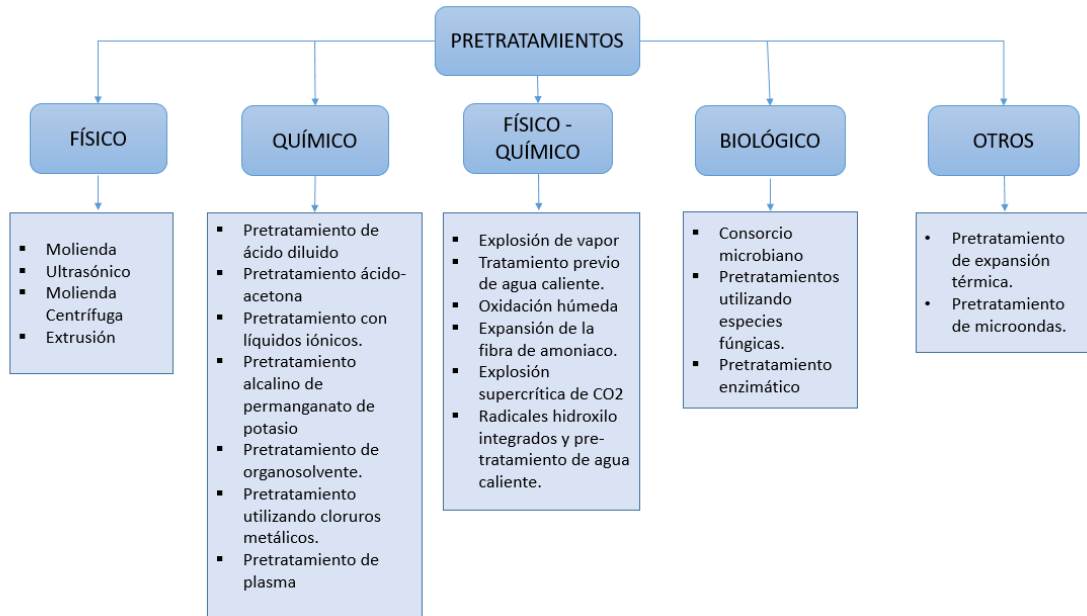 PRETRATAMIENTOS
FÍSICO
QUÍMICO
FÍSICO -
QUÍMICO
BIOLÓGICO
OTROS
▪ Molienda
▪ Ultrasónico
▪ Molienda
Centrífuga
▪ Extrusión
▪ Pretratamiento de
ácido diluido
▪ Pretratamiento ácido-
acetona
▪ Pretratamiento con
líquidos iónicos.
▪ Pretratamiento
alcalino de
permanganato de
potasio
▪ Pretratamiento de
organosolvente.
▪ Pretratamiento
utilizando cloruros
metálicos.
▪ Pretratamiento de
plasma
▪ Explosión de vapor
▪ Tratamiento previo
de agua caliente.
▪ Oxidación húmeda
▪ Expansión de la
fibra de amoniaco.
▪ Explosión
supercrítica de CO2
▪ Radicales hidroxilo
integrados y pre-
tratamiento de agua
caliente.
▪ Consorcio
microbiano
▪ Pretratamientos
utilizando
especies
fúngicas.
▪ Pretratamiento
enzimático
• Pretratamiento
de expansión
térmica.
• Pretratamiento
de microondas.